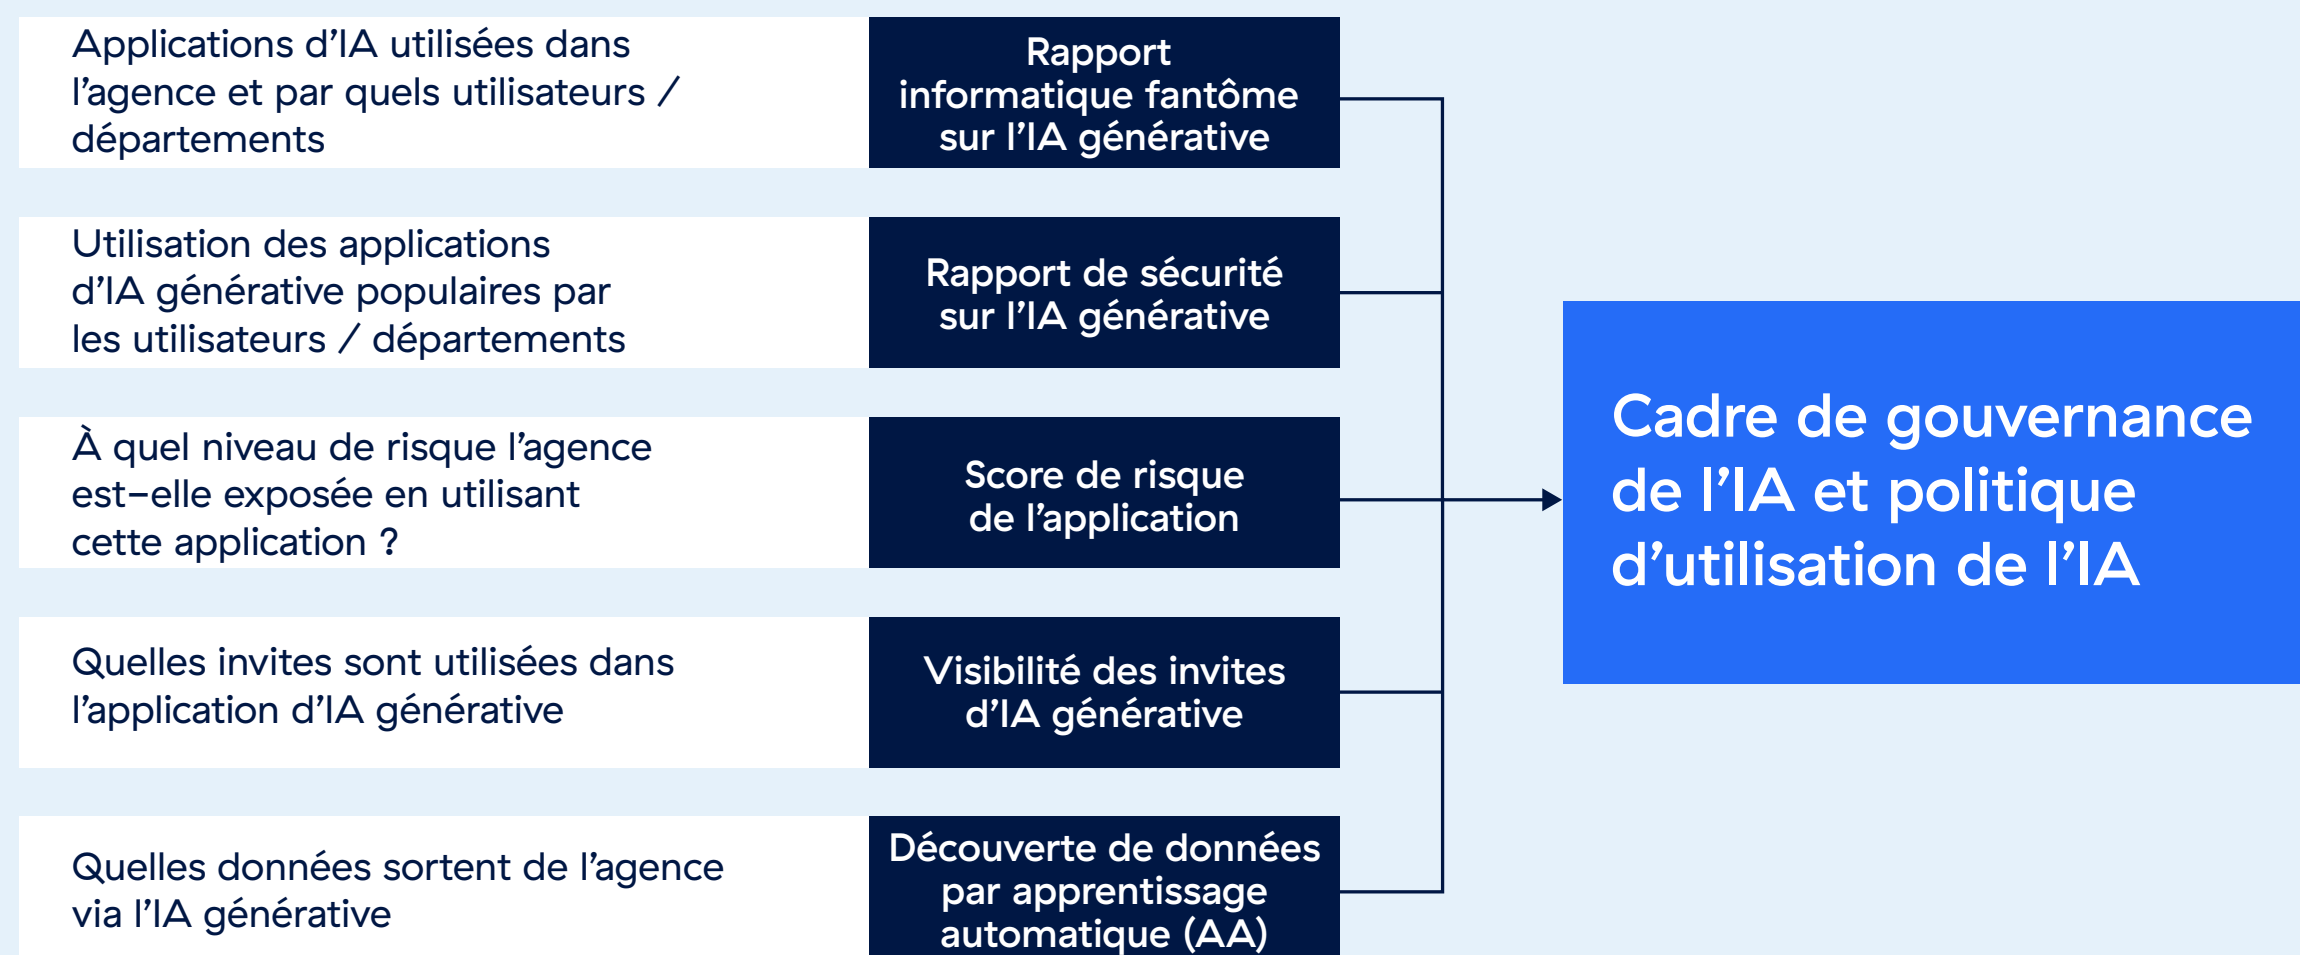 Applications d’IA utilisées dans
l’agence et par quels utilisateurs /
départements
Rapport
informatique fantôme
sur l’IA générative
Utilisation des applications
d’IA générative populaires par
les utilisateurs / départements
Rapport de sécurité
sur l’IA générative
À quel niveau de risque l’agence
est-elle exposée en utilisant
cette application ?
Score de risque
de l’application
Quelles invites sont utilisées dans
l’application d’IA générative
Visibilité des invites
d’IA générative
Quelles données sortent de l’agence
via l’IA générative
Découverte de données
par apprentissage
automatique (AA)
Cadre de gouvernance
de l’IA et politique
d’utilisation de l’IA